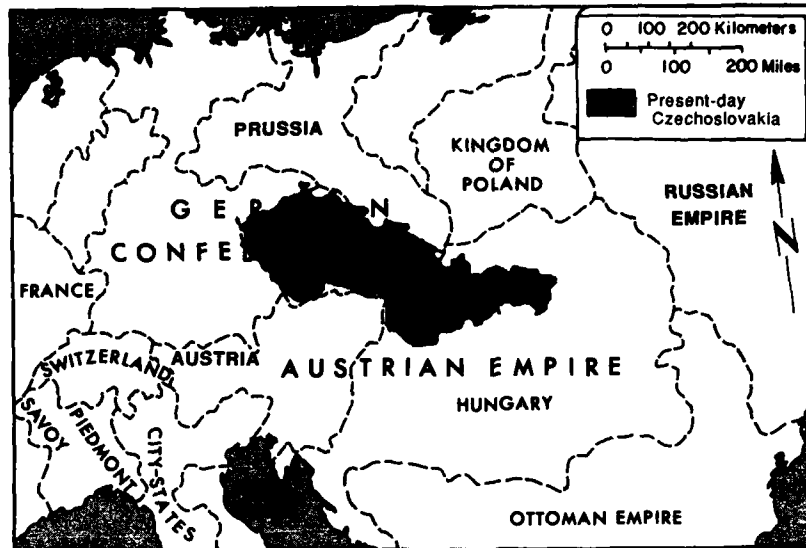 0 100 200 Kilometers
0 100 200 Miles
Present-day
Czechoslovakia
PRUSSIA
KINGDOM
OF
POLAND
RUSSIAN
EMPIRE
N
GER N
CONFE
FRANCE
SWITZERLAND
AUSTRIA
AUSTRIAN EMPIRE
HUNGARY
SAVOY
PIEDMONT
CITY-STATES
OTTOMAN EMPIRE